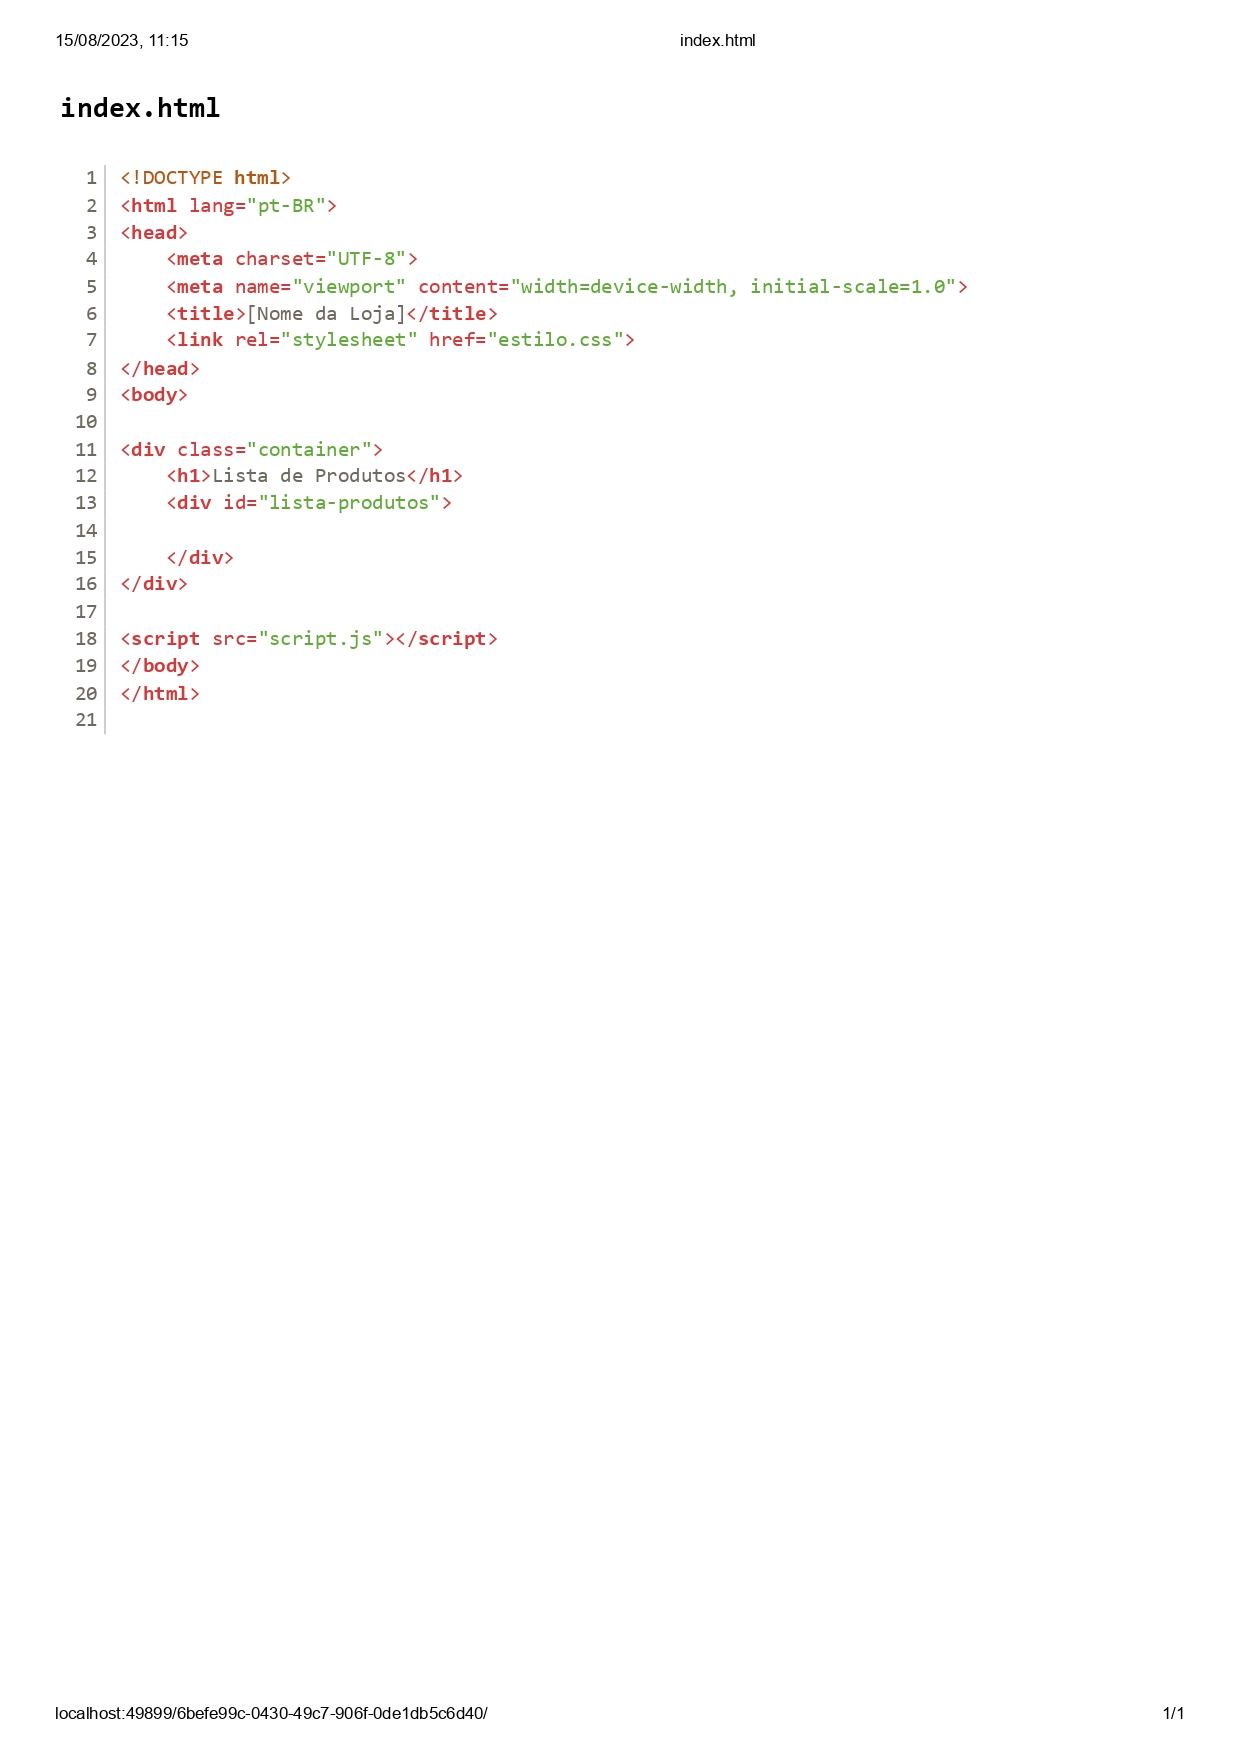 15/08/2023, 11:15 index.html
index.html
1 <!DOCTYPE html>
2 <html lang="pt-BR">
3 <head>
4     <meta charset="UTF-8">
5     <meta name="viewport" content="width=device-width, initial-scale=1.0">
6     <title>[Nome da Loja]</title>
7     <link rel="stylesheet" href="estilo.css">
8 </head>
9 <body>
10
11 <div class="container">
12     <h1>Lista de Produtos</h1>
13     <div id="lista-produtos">
14
15     </div>
16 </div>
17
18 <script src="script.js"></script>
19 </body>
20 </html>
21
localhost:49899/6befe99c-0430-49c7-906f-0de1db5c6d40/ 1/1